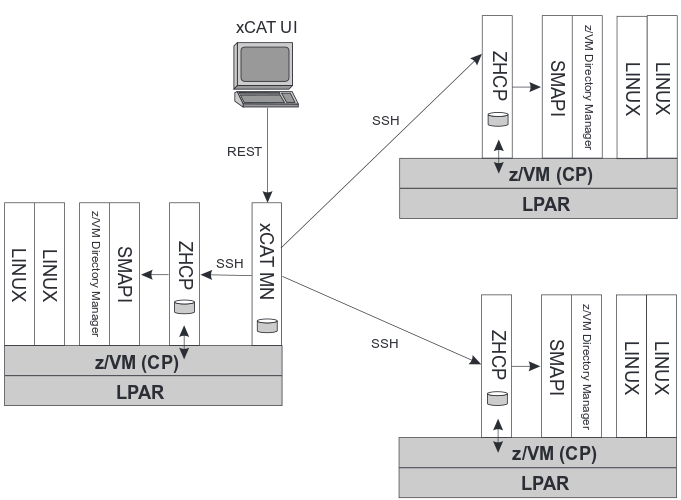 xCAT UI
REST
SSH
SSH
SSH
LINUX
LINUX
z/VM Directory Manager
SMAPI
ZHCP
xCAT MN
z/VM (CP)
LPAR
ZHCP
SMAPI
z/VM Directory Manager
LINUX
LINUX
z/VM (CP)
LPAR
ZHCP
SMAPI
z/VM Directory Manager
LINUX
LINUX
z/VM (CP)
LPAR